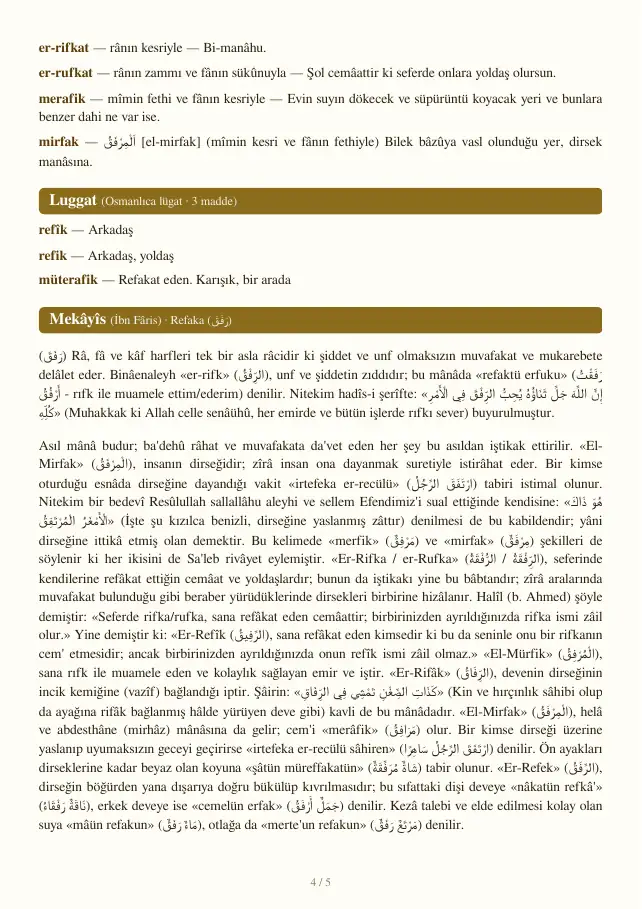 er-rifkat — rânın kesriyle — Bi-manâhu.
er-rufkat — rânın zammı ve fânın sükûnuyla — Şol cemâattir ki seferde onlara yoldaş olursun.
merafik — mîmin fethi ve fânın kesriyle — Evin suyın dökecek ve süpürüntü koyacak yeri ve bunlara
benzer dahi ne var ise.
mirfak — اَلْمِرْفَقُ [el-mirfak] (mîmin kesri ve fânın fethiyle) Bilek bâzûya vasl olunduğu yer, dirsek
manâsına.
Luggat (Osmanlıca lügat · 3 madde)
refîk — Arkadaş
refik — Arkadaş, yoldaş
müterafik — Refakat eden. Karışık, bir arada
Mekâyîs (İbn Fâris) · Refaka (رَفَقَ)
(رَفَقَ) Râ, fâ ve kâf harfleri tek bir asla râcidir ki şiddet ve unf olmaksızın muvafakat ve mukarebete
delâlet eder. Binâenaleyh «er-rifk» (الرِّفْقُ), unf ve şiddetin zıddıdır; bu mânâda «refaktü erfuku» (رَفَقْتُ
أَرْفُقُ - rıfk ile muamele ettim/ederim) denilir. Nitekim hadîs-i şerîfte: «إِنَّ اللَّهَ جَلَّ ثَنَاؤُهُ يُحِبُّ الرِّفْقَ فِي الْأَمْرِ
كُلِّهِ» (Muhakkak ki Allah celle senâühû, her emirde ve bütün işlerde rıfkı sever) buyurulmuştur.
Asıl mânâ budur; ba'dehû râhat ve muvafakata da'vet eden her şey bu asıldan iştikak ettirilir. «El-
Mirfak» (الْمِرْفَقُ), insanın dirseğidir; zîrâ insan ona dayanmak suretiyle istirâhat eder. Bir kimse
oturduğu esnâda dirseğine dayandığı vakit «irtefeka er-recülü» (ارْتَفَقَ الرَّجُلُ) tabiri istimal olunur.
Nitekim bir bedevî Resûlullah sallallâhu aleyhi ve sellem Efendimiz'i sual ettiğinde kendisine: «هُوَ ذَاكَ
الْأَمْغَرُ الْمُرْتَفِقُ» (İşte şu kızılca benizli, dirseğine yaslanmış zâttır) denilmesi de bu kabildendir; yâni
dirseğine ittikâ etmiş olan demektir. Bu kelimede «merfik» (مَرْفِقٌ) ve «mirfak» (مِرْفَقٌ) şekilleri de
söylenir ki her ikisini de Sa'leb rivâyet eylemiştir. «Er-Rifka / er-Rufka» (الرِّفْقَةُ / الرُّفْقَةُ), seferinde
kendilerine refâkat ettiğin cemâat ve yoldaşlardır; bunun da iştikakı yine bu bâbtandır; zîrâ aralarında
muvafakat bulunduğu gibi beraber yürüdüklerinde dirsekleri birbirine hizâlanır. Halîl (b. Ahmed) şöyle
demiştir: «Seferde rifka/rufka, sana refâkat eden cemâattir; birbirinizden ayrıldığınızda rifka ismi zâil
olur.» Yine demiştir ki: «Er-Refîk (الرَّفِيقُ), sana refâkat eden kimsedir ki bu da seninle onu bir rifkanın
cem' etmesidir; ancak birbirinizden ayrıldığınızda onun refîk ismi zâil olmaz.» «El-Mürfik» (الْمُرْفِقُ),
sana rıfk ile muamele eden ve kolaylık sağlayan emir ve iştir. «Er-Rifâk» (الرِّفَاقُ), devenin dirseğinin
incik kemiğine (vazîf) bağlandığı iptir. Şâirin: «كَذَاتِ الضِّغْنِ تَمْشِي فِي الرِّفَاقِ» (Kin ve hırçınlık sâhibi olup
da ayağına rifâk bağlanmış hâlde yürüyen deve gibi) kavli de bu mânâdadır. «El-Mirfak» (الْمِرْفَقُ), helâ
ve abdesthâne (mirhâz) mânâsına da gelir; cem'i «merâfik» (مَرَافِقُ) olur. Bir kimse dirseği üzerine
yaslanıp uyumaksızın geceyi geçirirse «irtefeka er-recülü sâhiren» (ارْتَفَقَ الرَّجُلُ سَاهِرًا) denilir. Ön ayakları
dirseklerine kadar beyaz olan koyuna «şâtün müreffakatün» (شَاةٌ مُرَفَّقَةٌ) tabir olunur. «Er-Refek» (الرَّفَقُ),
dirseğin böğürden yana dışarıya doğru bükülüp kıvrılmasıdır; bu sıfattaki dişi deveye «nâkatün refkâ'»
(نَاقَةٌ رَفْقَاءُ), erkek deveye ise «cemelün erfak» (جَمَلٌ أَرْفَقُ) denilir. Kezâ talebi ve elde edilmesi kolay olan
suya «mâün refakun» (مَاءٌ رَفَقٌ), otlağa da «merte'un refakun» (مَرْتَعٌ رَفَقٌ) denilir.
4 / 5